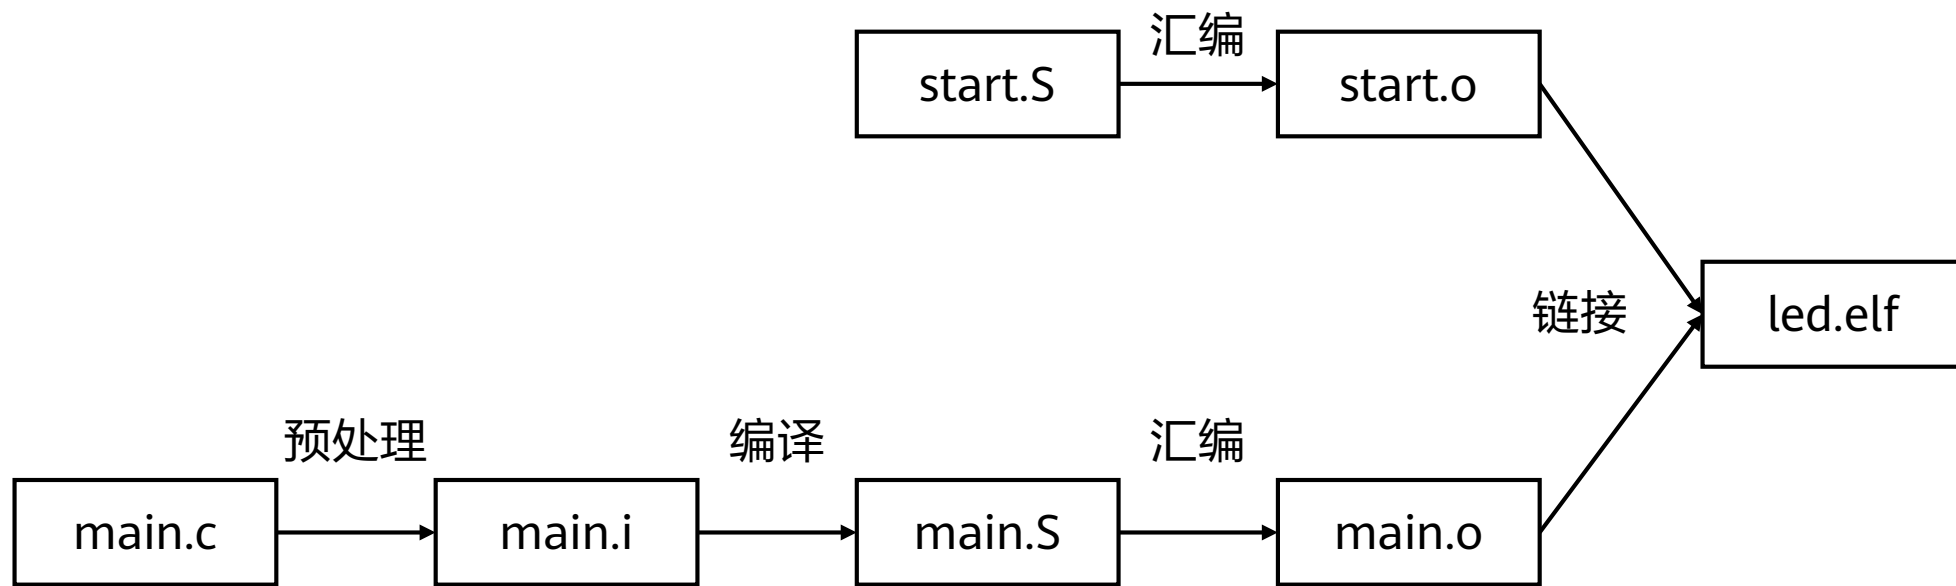 汇编
start.S
start.o
链接
led.elf
预处理
编译
汇编
main.c
main.i
main.S
main.o